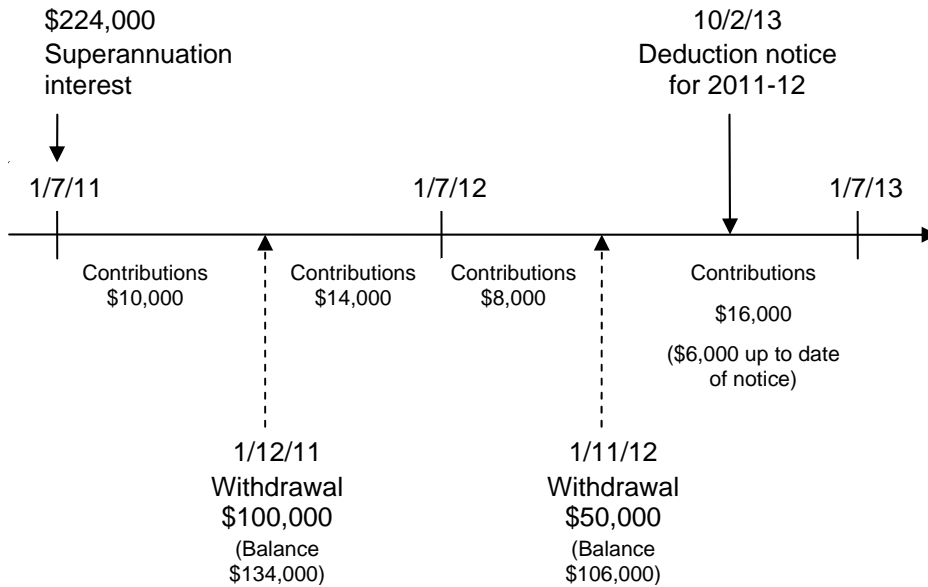 $224,000
Superannuation
interest
10/2/13
Deduction notice
for 2011-12
1/7/11
1/7/12
1/7/13
Contributions
$10,000
Contributions
$14,000
Contributions
$8,000
Contributions
$16,000
($6,000 up to date
of notice)
1/12/11
Withdrawal
$100,000
(Balance
$134,000)
1/11/12
Withdrawal
$50,000
(Balance
$106,000)